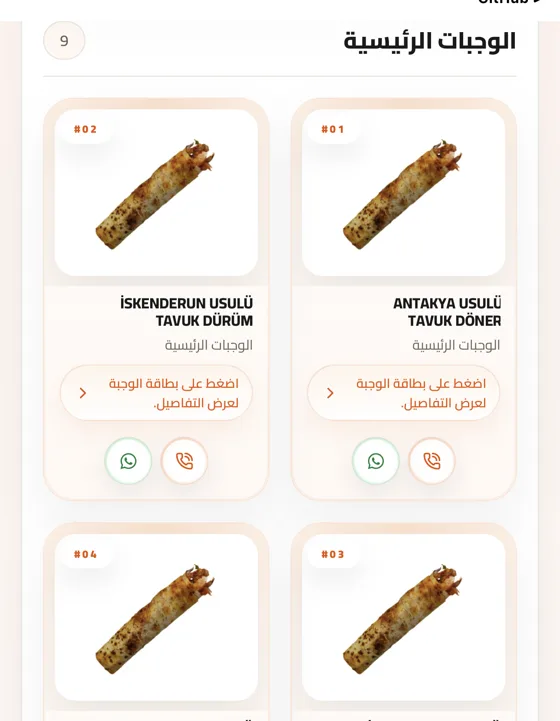 الوجبات الرئيسية
9
#01
ANTAKYA USULÜ
TAVUK DÖNER
الوجبات الرئيسية
اضغط على بطاقة الوجبة
لعرض التفاصيل.
#02
İSKENDERUN USULÜ
TAVUK DÜRÜM
الوجبات الرئيسية
اضغط على بطاقة الوجبة
لعرض التفاصيل.
#03
#04